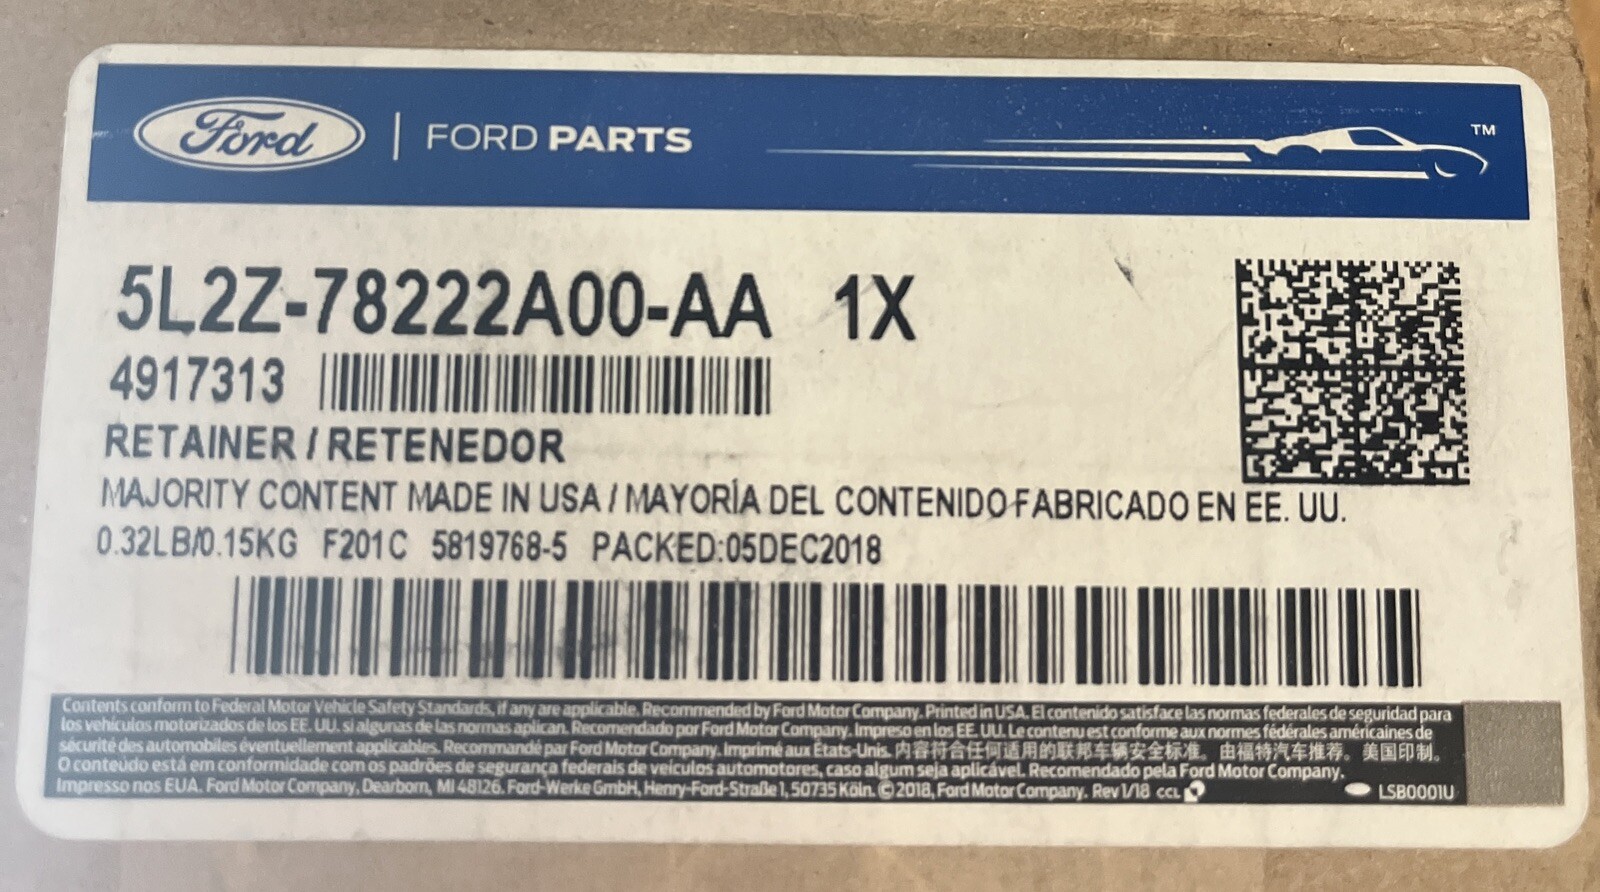 Ford | FORD PARTS ™
5L2Z-78222A00-AA 1X
4917313
RETAINER / RETENEDOR
MAJORITY CONTENT MADE IN USA / MAYORÍA DEL CONTENIDO FABRICADO EN EE. UU.
0.32LB/0.15KG F201C 5819768-5 PACKED:05DEC2018
Contents conform to Federal Motor Vehicle Safety Standards, if any are applicable. Recommended by Ford Motor Company. Printed in USA. El contenido satisface las normas federales de seguridad para
los vehículos motorizados de los EE. UU. si algunas de las normas aplican. Recomendado por Ford Motor Company. Impreso en los EE. UU. Le contenu est conforme aux normes fédérales américaines de
sécurité des automobiles éventuellement applicables. Recommandé par Ford Motor Company. Imprimé aux États-Unis. 内容符合任何适用的联邦车辆安全标准。由福特汽车推荐。美国印制。
O conteúdo está em conformidade com os padrões de segurança federais de veículos automotores, caso algum seja aplicável. Recomendado pela Ford Motor Company.
Impresso nos EUA. Ford Motor Company, Dearborn, MI 48126. Ford-Werke GmbH, Henry-Ford-Straße 1, 50735 Köln. © 2018, Ford Motor Company. Rev 1/18 CCL LSB0001U